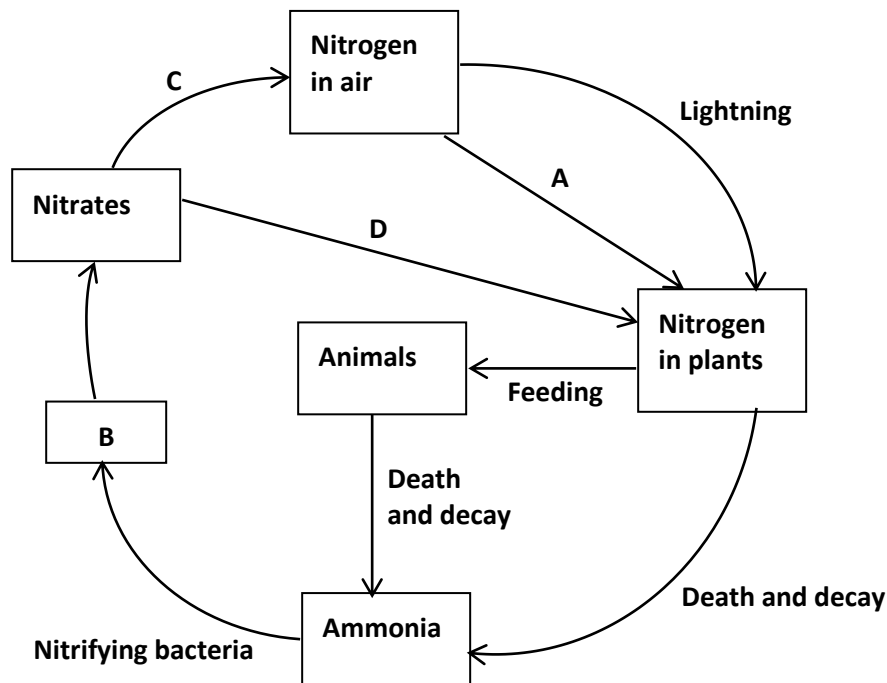 Nitrogen
in air
C
Lightning
A
Nitrates
D
Nitrogen
in plants
Animals
Feeding
B
Death
and decay
Death and decay
Ammonia
Nitrifying bacteria